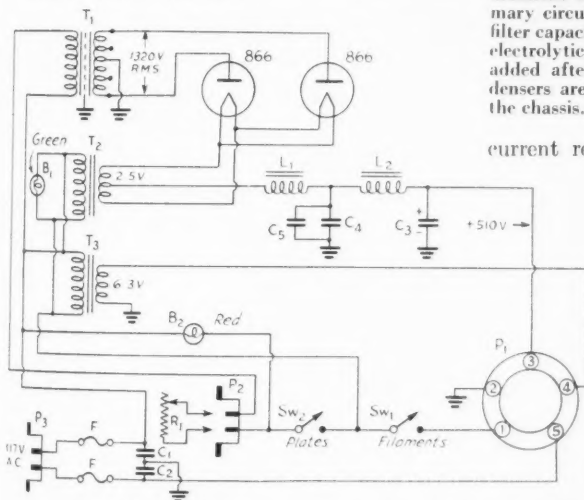 mary circu
filter capac
electrolytic
added afte
densers are
the chassis.
current re
T1
1320V
RMS
866
866
Green
B1
T2
2.5V
L1
L2
C5
C4
C3
+
-
+510V
T3
6.3V
B2
Red
P1
3
2
4
1
5
P2
R1
Sw2
Plates
Sw1
Filaments
P3
117V
AC
F
F
C1
C2